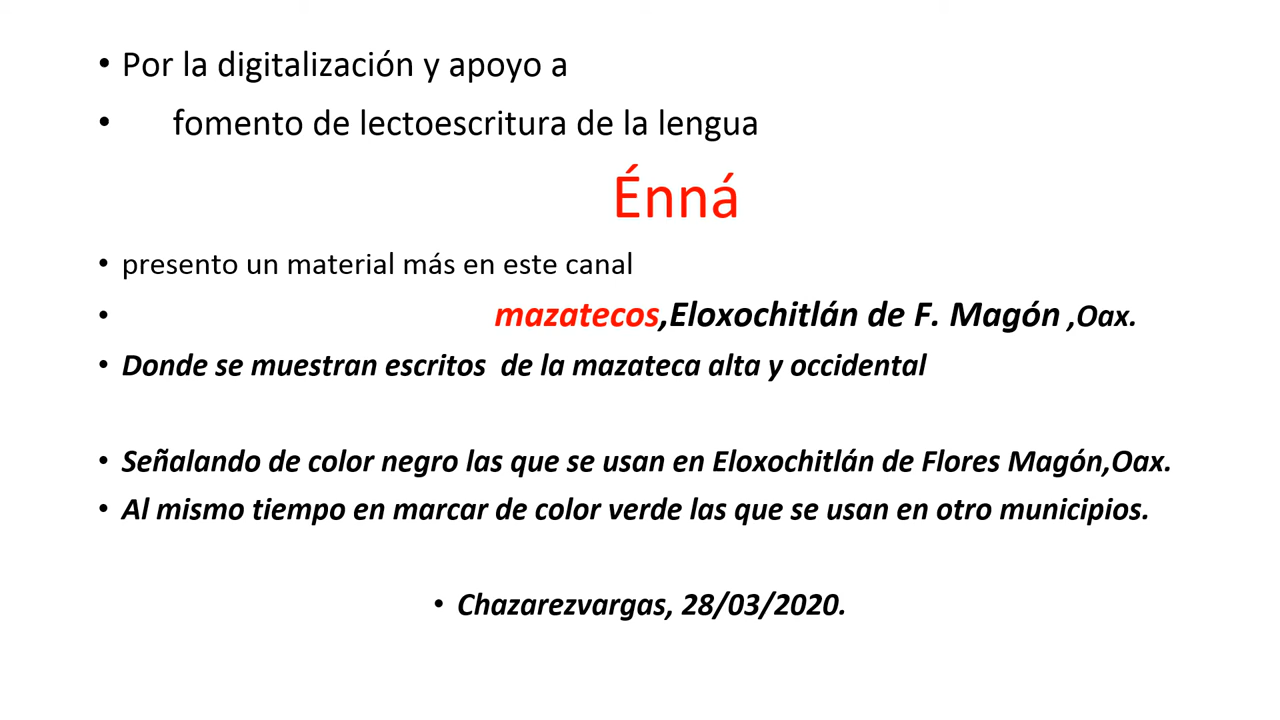 • Por la digitalización y apoyo a
• fomento de lectoescritura de la lengua
Énná
• presento un material más en este canal
• mazatecos,Eloxochitlán de F. Magón ,Oax.
• Donde se muestran escritos de la mazateca alta y occidental
• Señalando de color negro las que se usan en Eloxochitlán de Flores Magón,Oax.
• Al mismo tiempo en marcar de color verde las que se usan en otro municipios.
• Chazarezvargas, 28/03/2020.